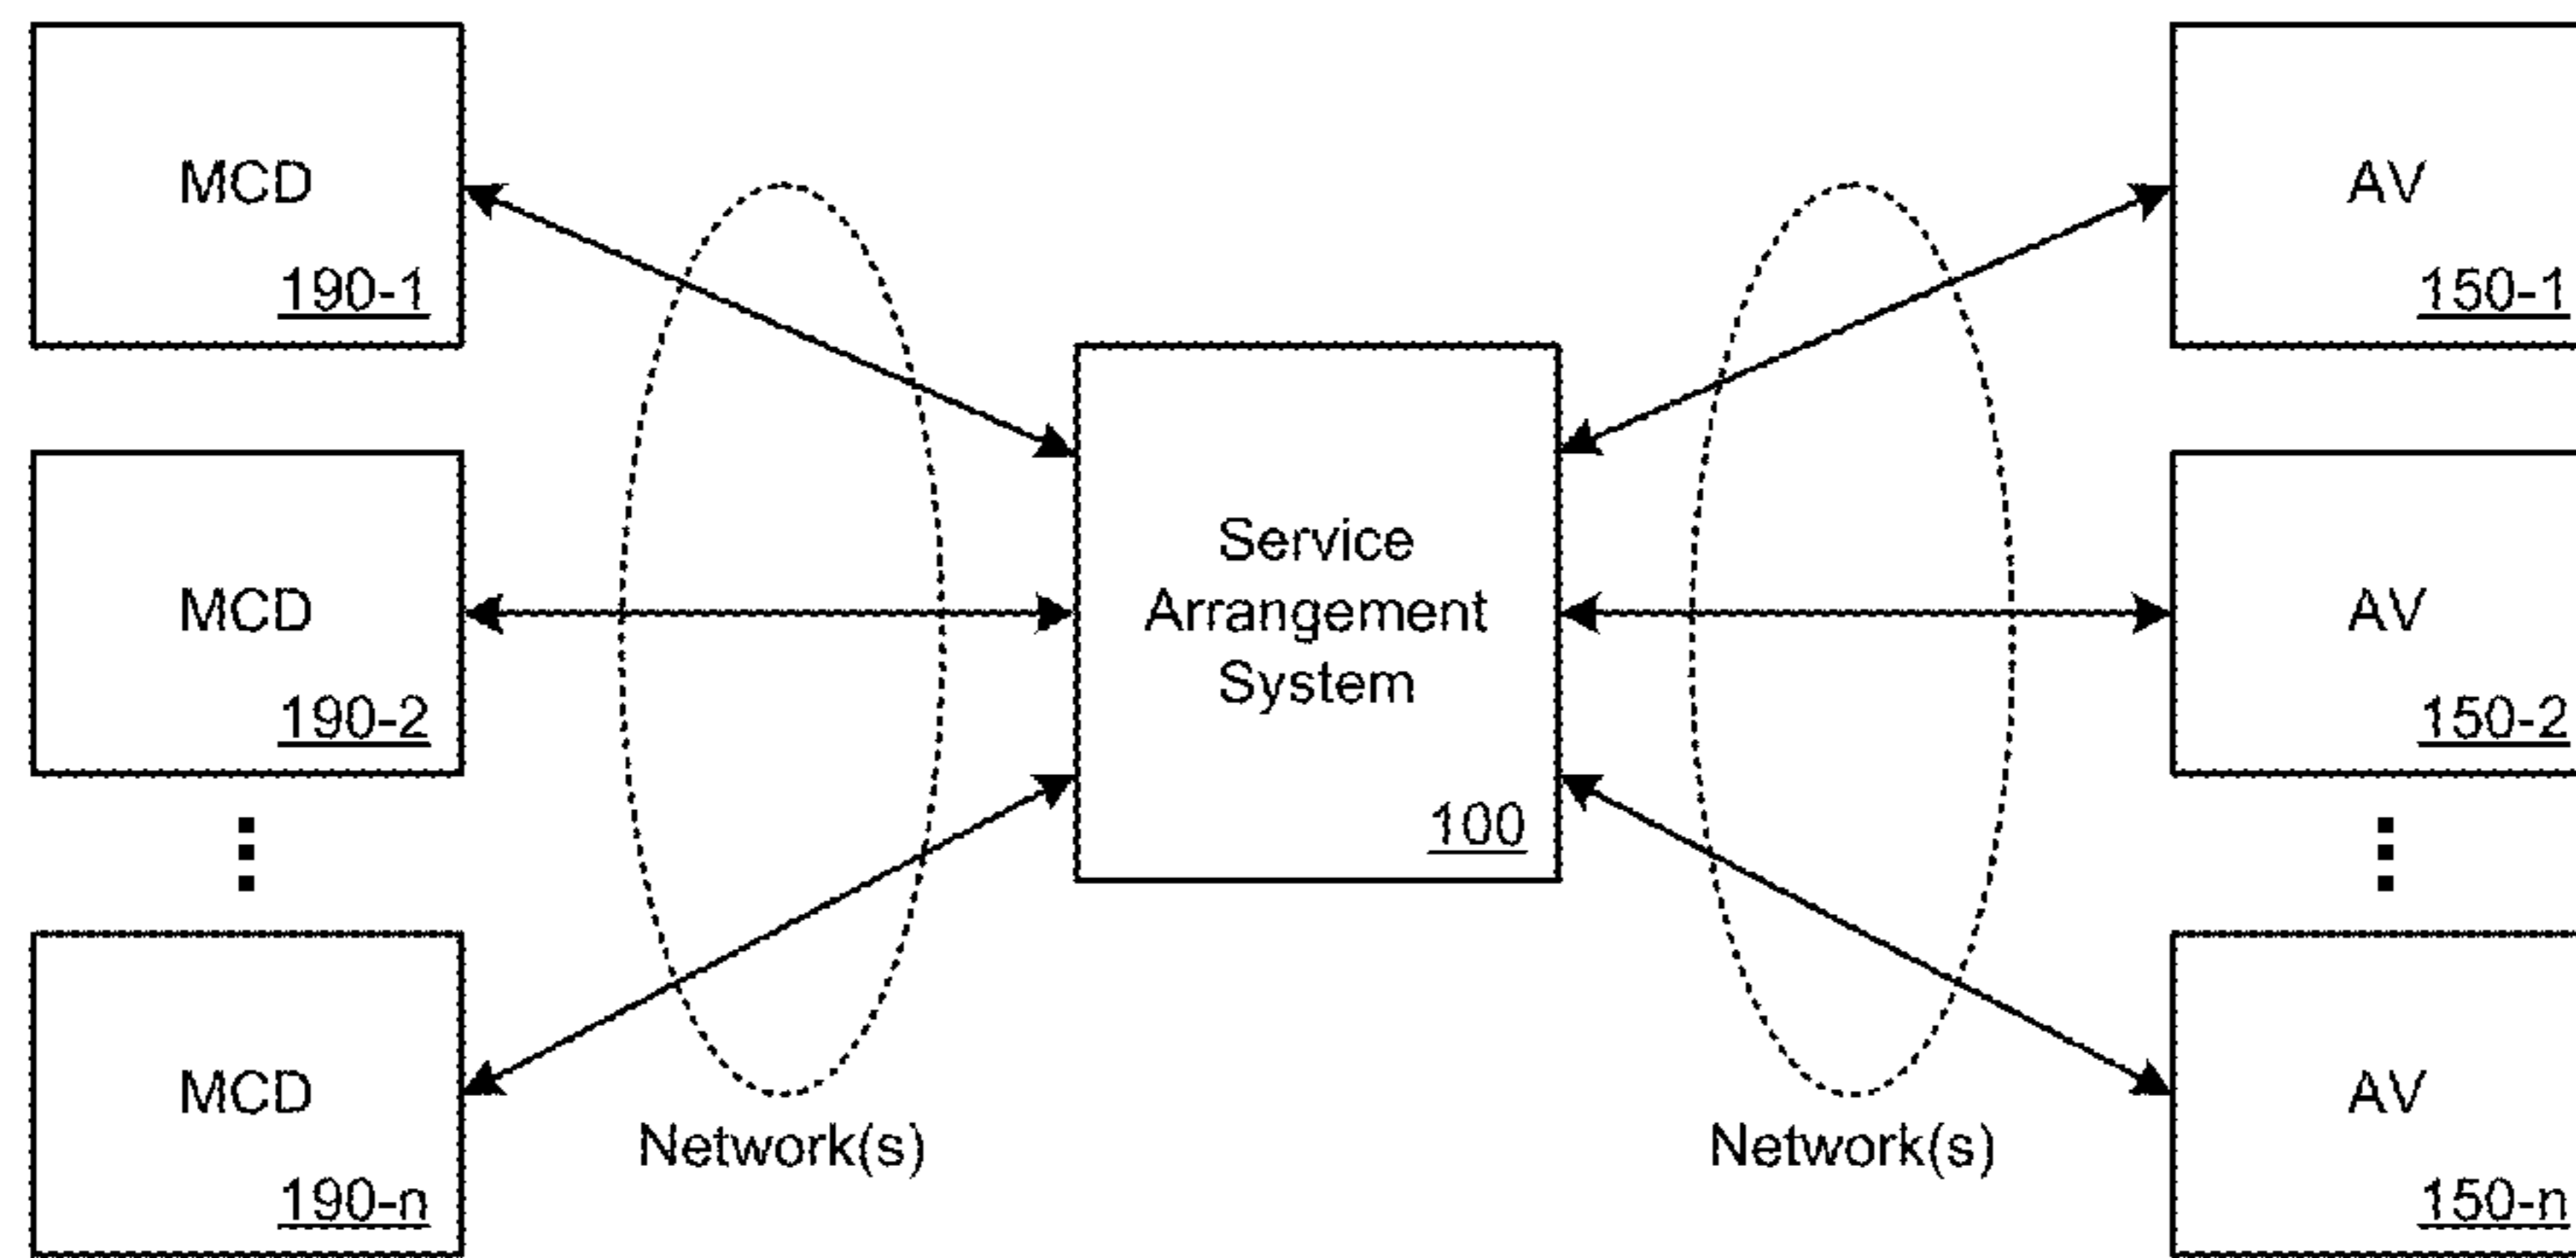 MCD
190-1
MCD
190-2
MCD
190-n
Network(s)
Service
Arrangement
System
100
Network(s)
AV
150-1
AV
150-2
AV
150-n